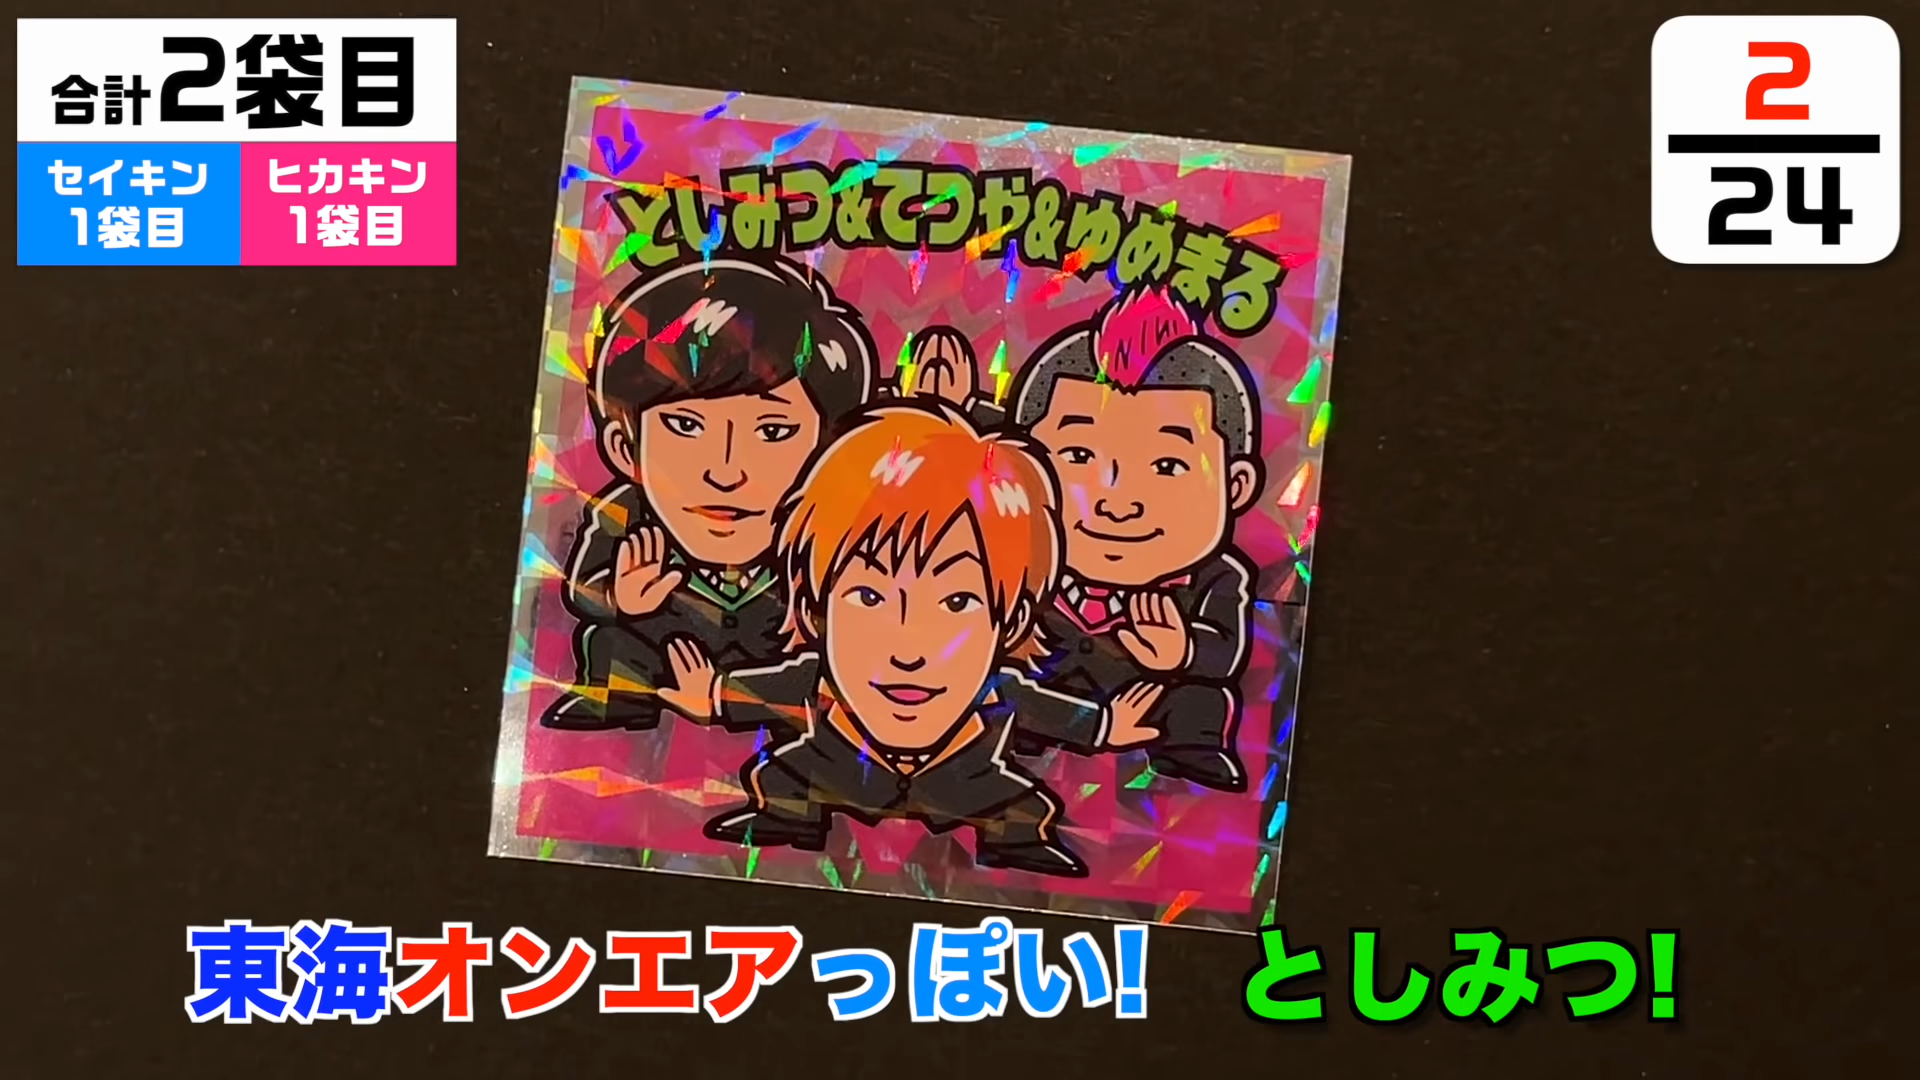 合計2袋目
セイキン
1袋目
ヒカキン
1袋目
2
24
としみつ&てつや&ゆめまる
東海オンエアっぽい! としみつ!